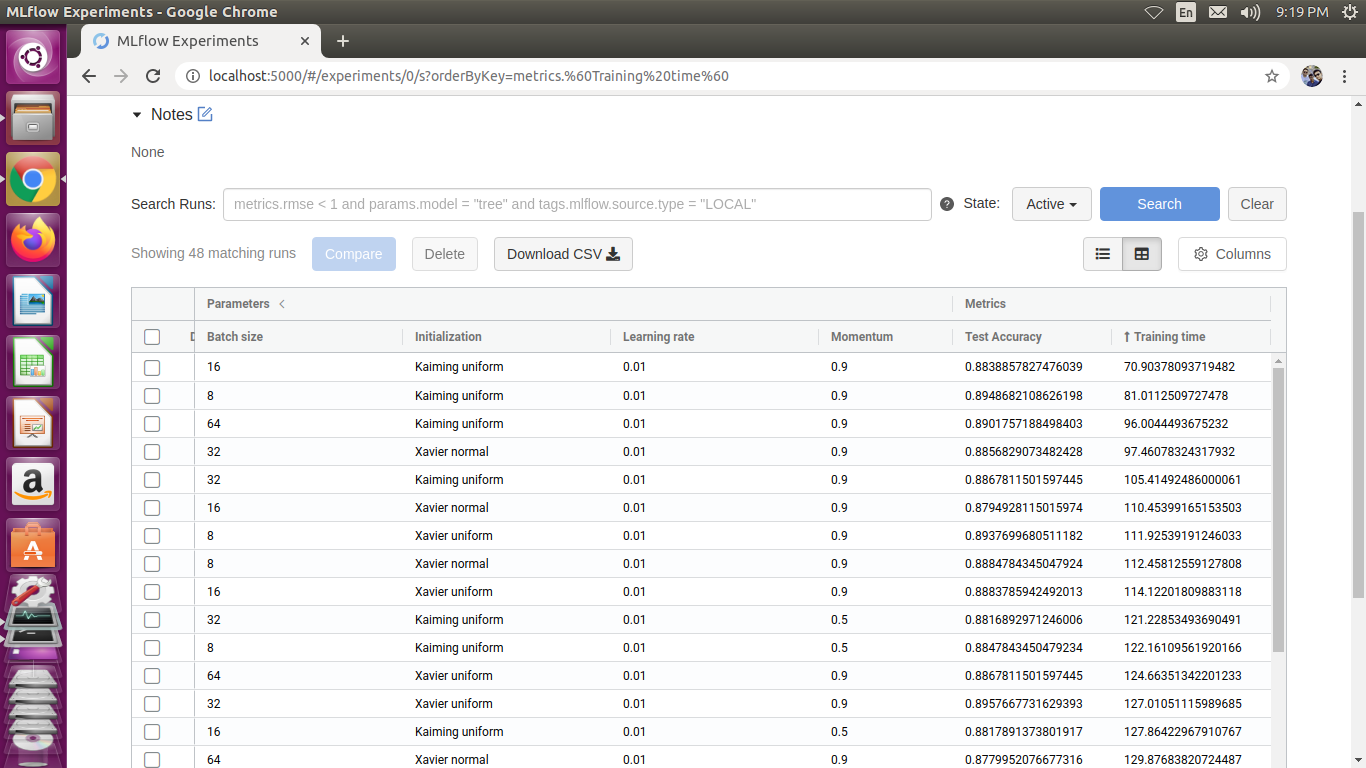 MLflow Experiments - Google Chrome En 9:19 PM
MLflow Experiments
localhost:5000/#/experiments/0/s?orderByKey=metrics.%60Training%20time%60
Notes
None
Search Runs: metrics.rmse < 1 and params.model = "tree" and tags.mlflow.source.type = "LOCAL" ? State: Active Search Clear
Showing 48 matching runs Compare Delete Download CSV Columns
Parameters Metrics
Batch size Initialization Learning rate Momentum Test Accuracy Training time
16 Kaiming uniform 0.01 0.9 0.8838857827476039 70.90378093719482
8 Kaiming uniform 0.01 0.9 0.8948682108626198 81.0112509727478
64 Kaiming uniform 0.01 0.9 0.8901757188498403 96.0044493675232
32 Xavier normal 0.01 0.9 0.8856829073482428 97.46078324317932
32 Kaiming uniform 0.01 0.9 0.8867811501597445 105.41492486000061
16 Xavier normal 0.01 0.9 0.8794928115015974 110.45399165153503
8 Xavier uniform 0.01 0.9 0.8937699680511182 111.92539191246033
8 Xavier normal 0.01 0.9 0.8884784345047924 112.45812559127808
16 Xavier uniform 0.01 0.9 0.8883785942492013 114.12201809883118
32 Kaiming uniform 0.01 0.5 0.8816892971246006 121.22853493690491
8 Kaiming uniform 0.01 0.5 0.8847843450479234 122.16109561920166
64 Xavier uniform 0.01 0.9 0.8867811501597445 124.66351342201233
32 Xavier uniform 0.01 0.9 0.8957667731629393 127.01051115989685
16 Kaiming uniform 0.01 0.5 0.8817891373801917 127.86422967910767
64 Xavier normal 0.01 0.9 0.8779952076677316 129.87683820724487